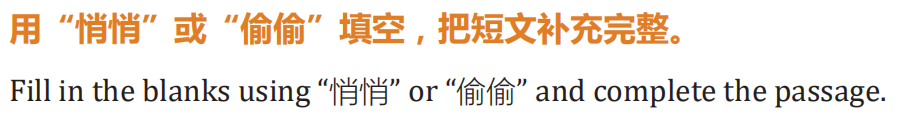 用“悄悄”或“偷偷”填空，把短文补充完整。
Fill in the blanks using “悄悄” or “偷偷” and complete the passage.